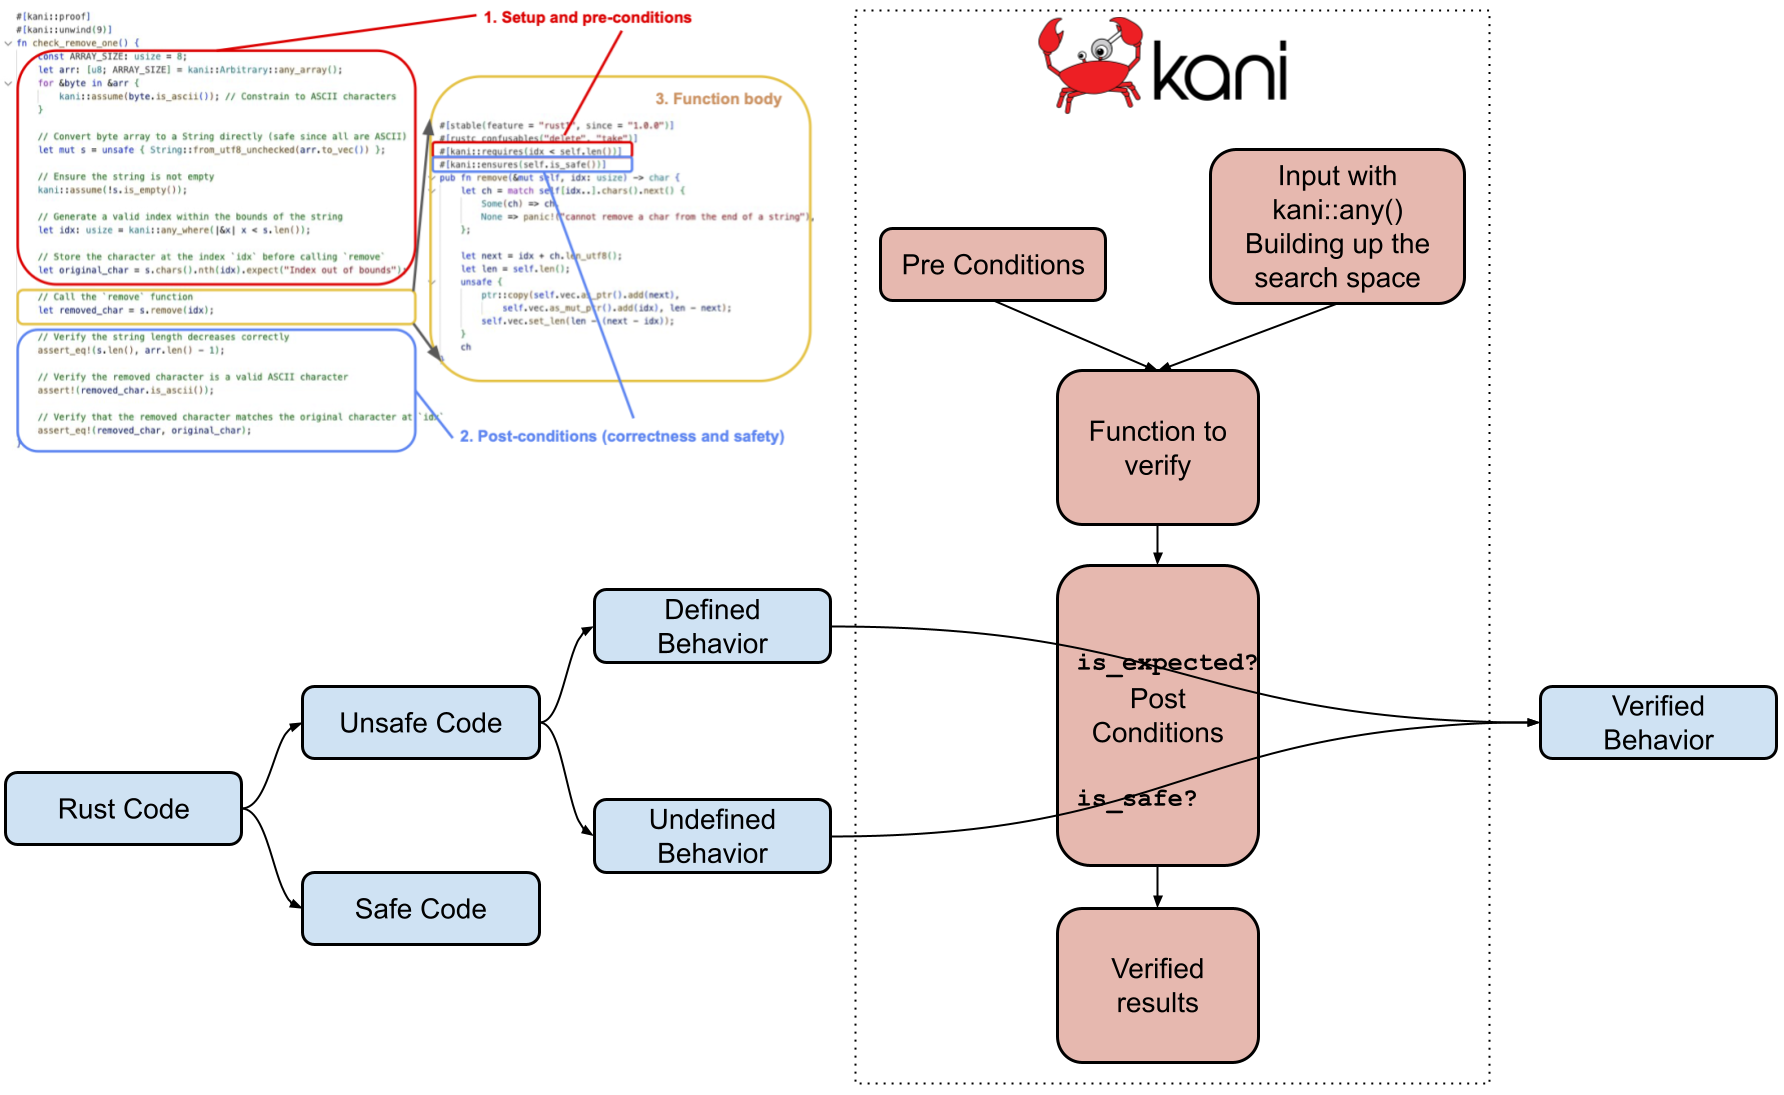 #[kani::proof]
#[kani::unwind(9)]
fn check_remove_one() {
const ARRAY_SIZE: usize = 8;
let arr: [u8; ARRAY_SIZE] = kani::Arbitrary::any_array();
for &byte in &arr {
kani::assume(byte.is_ascii()); // Constrain to ASCII characters
}
// Convert byte array to a String directly (safe since all are ASCII)
let mut s = unsafe { String::from_utf8_unchecked(arr.to_vec()) };
// Ensure the string is not empty
kani::assume(!s.is_empty());
// Generate a valid index within the bounds of the string
let idx: usize = kani::any_where(|&x| x < s.len());
// Store the character at the index `idx` before calling `remove`
let original_char = s.chars().nth(idx).expect("Index out of bounds");
// Call the `remove` function
let removed_char = s.remove(idx);
// Verify the string length decreases correctly
assert_eq!(s.len(), arr.len() - 1);
// Verify the removed character is a valid ASCII character
assert!(removed_char.is_ascii());
// Verify that the removed character matches the original character at `idx`
assert_eq!(removed_char, original_char);
}
1. Setup and pre-conditions
3. Function body
#[stable(feature = "rust1", since = "1.0.0")]
#[rustc_confusables("delete", "take")]
#[kani::requires(idx < self.len())]
#[kani::ensures(self.is_safe())]
pub fn remove(&mut self, idx: usize) -> char {
let ch = match self[idx..].chars().next() {
Some(ch) => ch,
None => panic!("cannot remove a char from the end of a string"),
};
let next = idx + ch.len_utf8();
let len = self.len();
unsafe {
ptr::copy(self.vec.as_ptr().add(next),
self.vec.as_mut_ptr().add(idx), len - next);
self.vec.set_len(len - (next - idx));
}
ch
2. Post-conditions (correctness and safety)
kani
Pre Conditions
Input with
kani::any()
Building up the
search space
Function to
verify
is_expected?
Post
Conditions
is_safe?
Verified
results
Rust Code
Unsafe Code
Safe Code
Defined
Behavior
Undefined
Behavior
Verified
Behavior